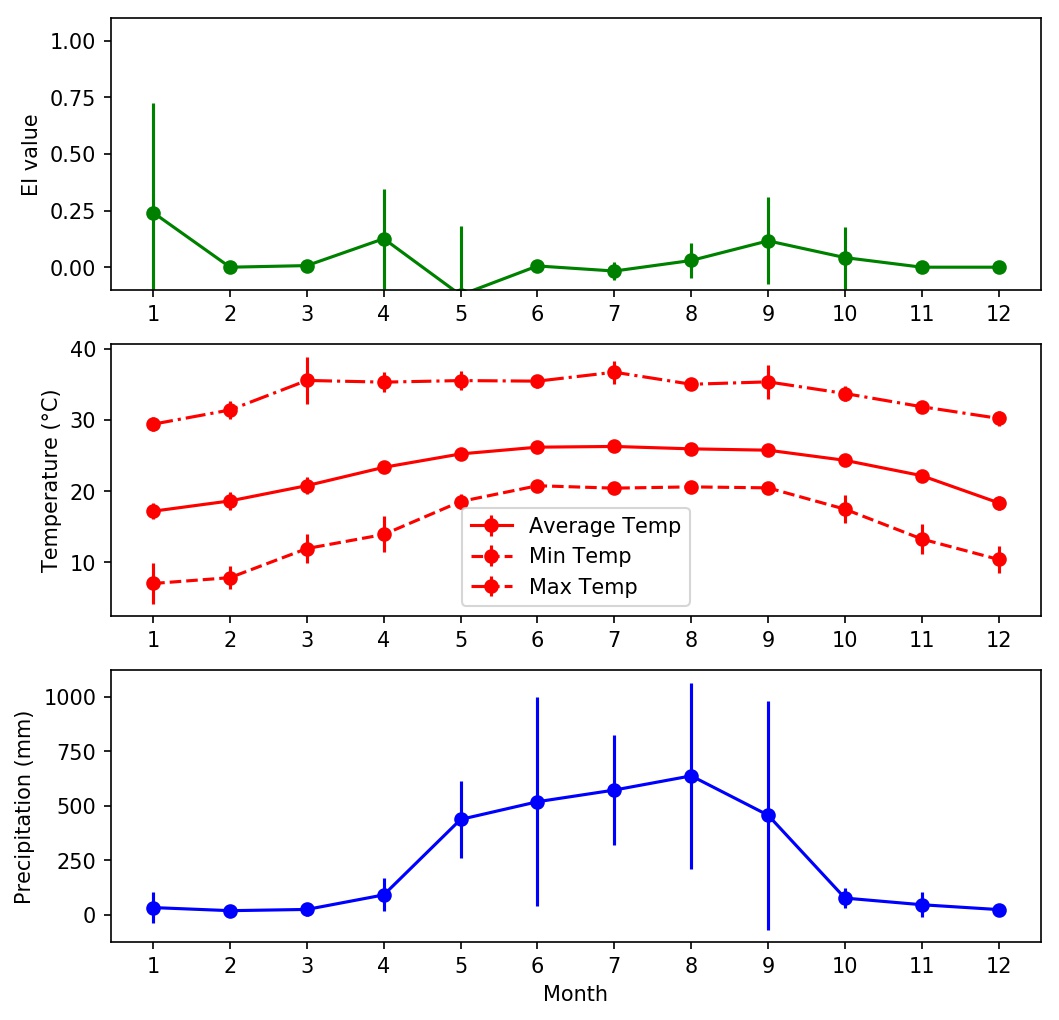 EI value
1.00
0.75
0.50
0.25
0.00
1 2 3 4 5 6 7 8 9 10 11 12
Temperature (°C)
40
30
20
10
Average Temp
Min Temp
Max Temp
1 2 3 4 5 6 7 8 9 10 11 12
Precipitation (mm)
1000
750
500
250
0
1 2 3 4 5 6 7 8 9 10 11 12
Month